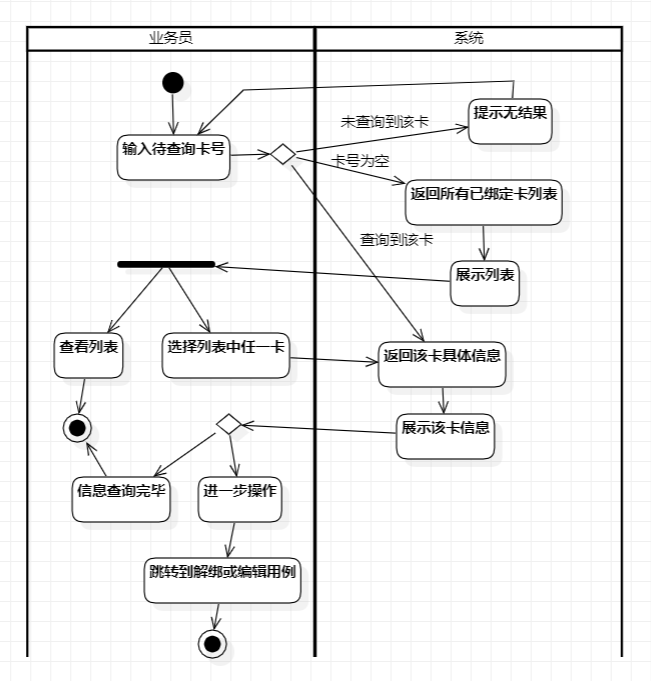 业务员
系统
提示无结果
未查询到该卡
输入待查询卡号
卡号为空
返回所有已绑定卡列表
查询到该卡
展示列表
查看列表
选择列表中任一卡
返回该卡具体信息
展示该卡信息
信息查询完毕
进一步操作
跳转到解绑或编辑用例